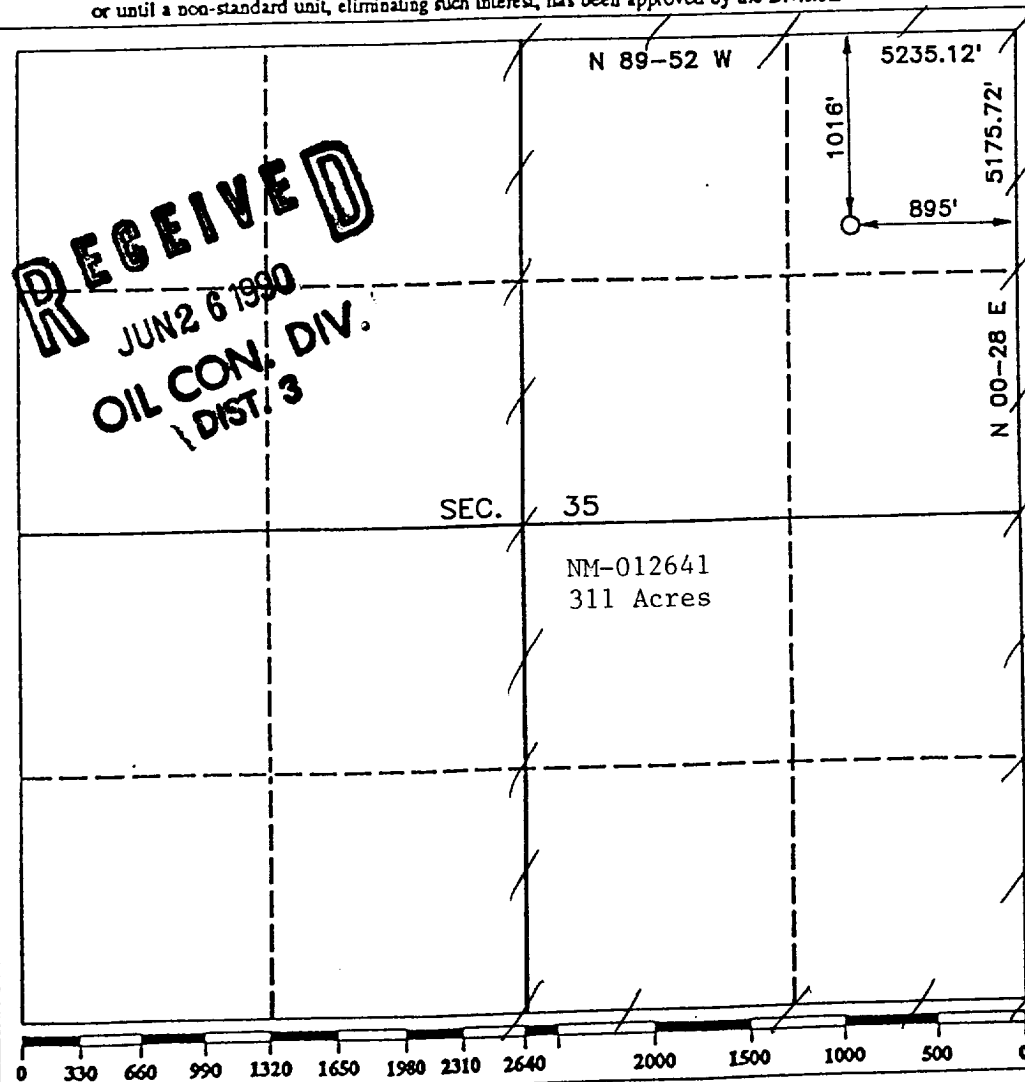 or until a non-standard unit, eliminating such interest, has been approved by the Division.
N 89-52 W
5235.12'
1016'
5175.72'
895'
RECEIVED
JUN 26 1990
OIL CON. DIV.
DIST. 3
N 00-28 E
SEC. 35
NM-012641
311 Acres
0 330 660 990 1320 1650 1980 2310 2640 2000 1500 1000 500 0